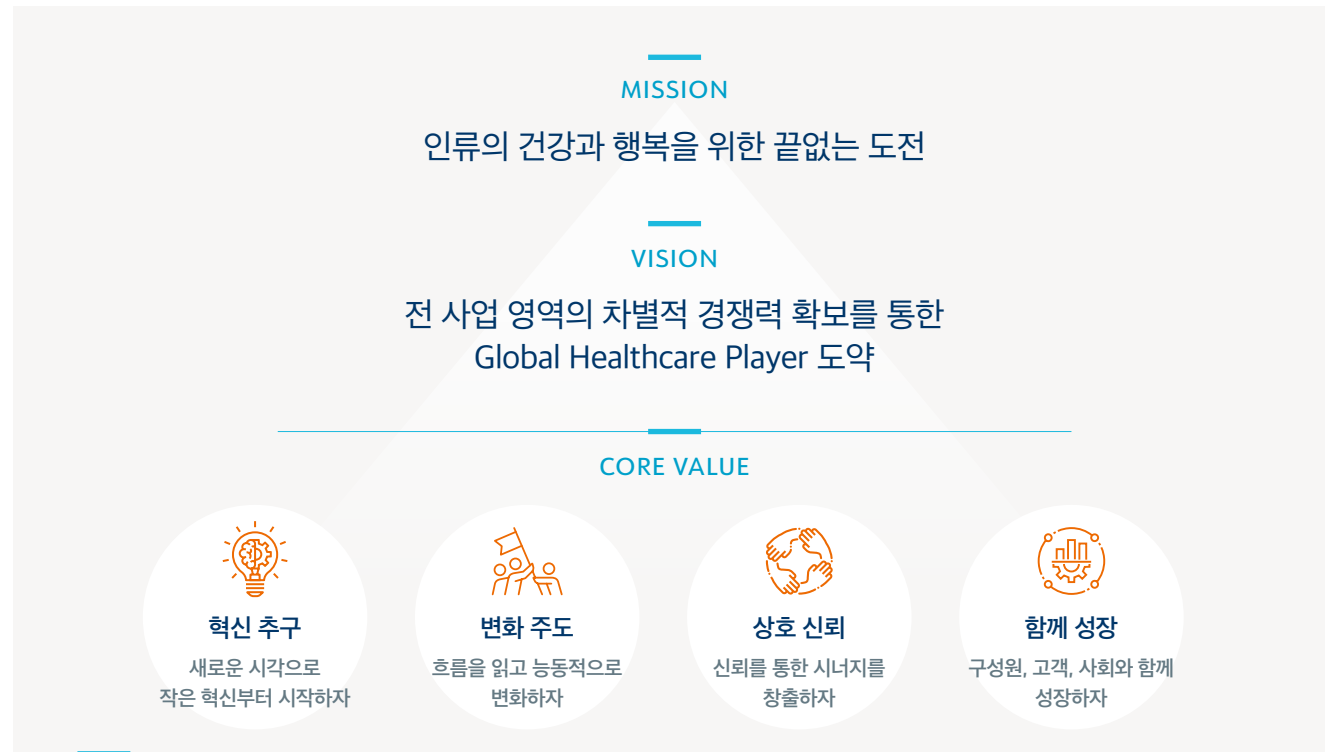 MISSION
인류의 건강과 행복을 위한 끝없는 도전
VISION
전 사업 영역의 차별적 경쟁력 확보를 통한
Global Healthcare Player 도약
CORE VALUE
혁신 추구
새로운 시각으로
작은 혁신부터 시작하자
변화 주도
흐름을 읽고 능동적으로
변화하자
상호 신뢰
신뢰를 통한 시너지를
창출하자
함께 성장
구성원, 고객, 사회와 함께
성장하자